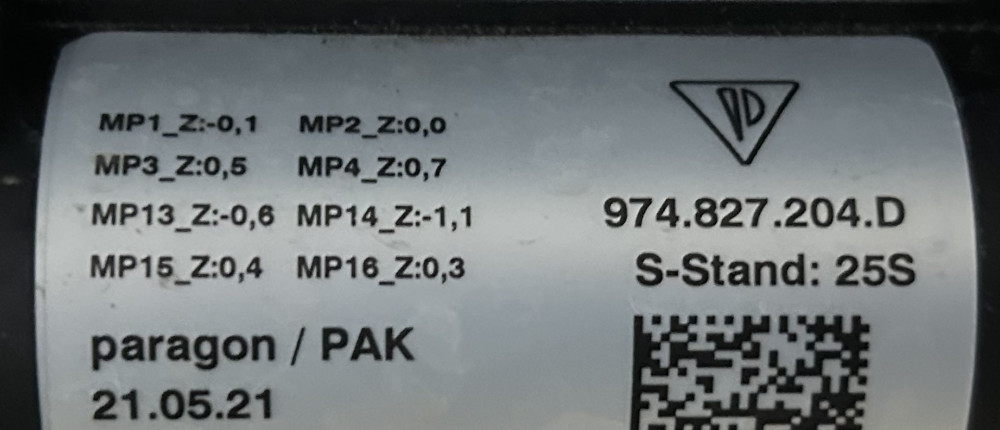 MP1_Z:-0,1 MP2_Z:0,0
MP3_Z:0,5 MP4_Z:0,7
MP13_Z:-0,6 MP14_Z:-1,1
MP15_Z:0,4 MP16_Z:0,3
paragon / PAK
21.05.21
974.827.204.D
S-Stand: 25S